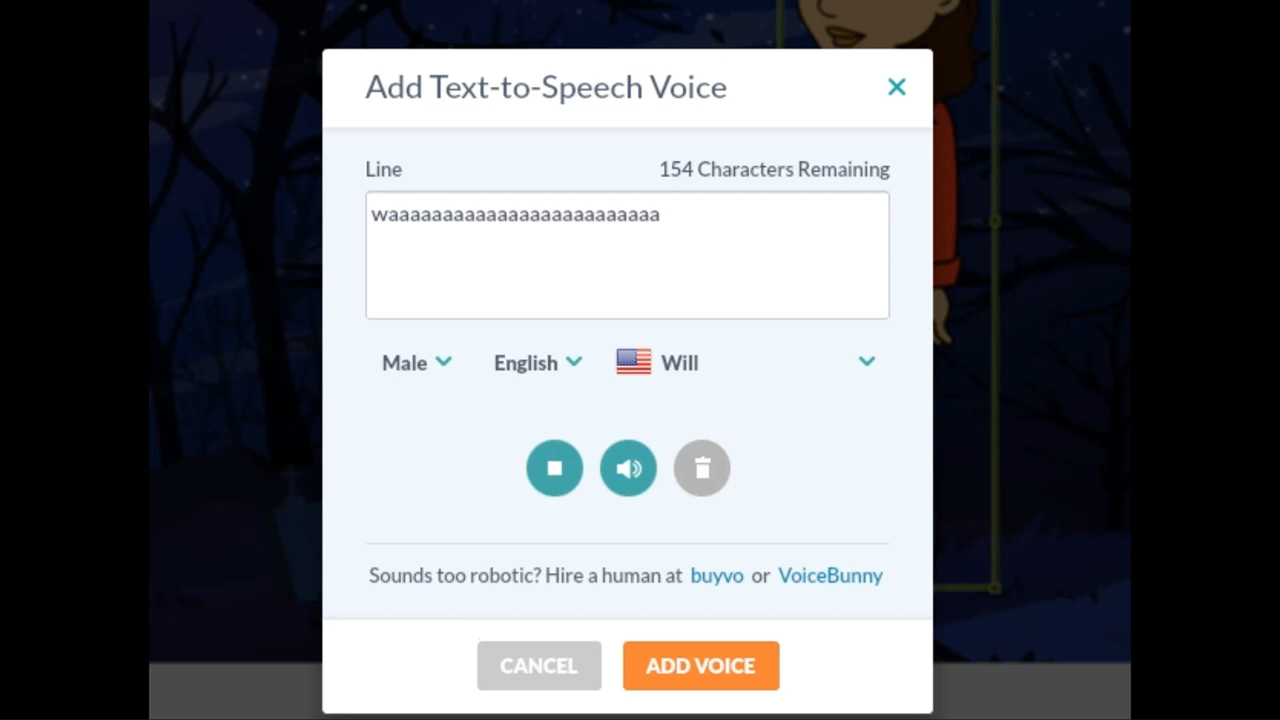 Add Text-to-Speech Voice
Line
154 Characters Remaining
waaaaaaaaaaaaaaaaaaaaaaaaa
Male
English
Will
Sounds too robotic? Hire a human at buyvo or VoiceBunny
CANCEL
ADD VOICE